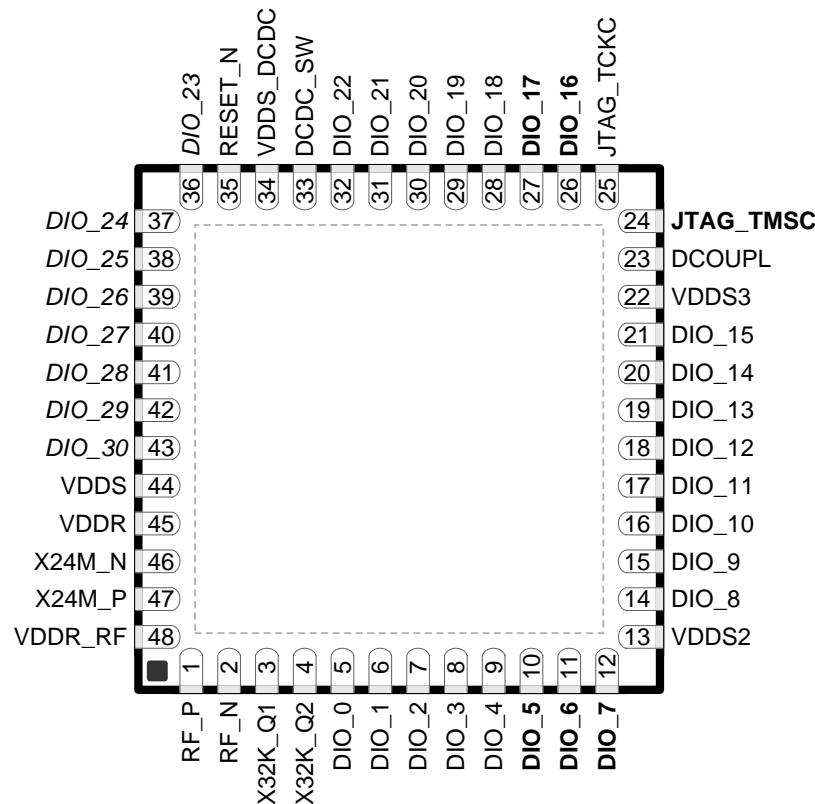 DIO_23
RESET_N
VDDS_DCDC
DCDC_SW
DIO_22
DIO_21
DIO_20
DIO_19
DIO_18
DIO_17
DIO_16
JTAG_TCKC
36 35 34 33 32 31 30 29 28 27 26 25
DIO_24 37
DIO_25 38
DIO_26 39
DIO_27 40
DIO_28 41
DIO_29 42
DIO_30 43
VDDS 44
VDDR 45
X24M_N 46
X24M_P 47
VDDR_RF 48
24 JTAG_TMSC
23 DCOUPL
22 VDDS3
21 DIO_15
20 DIO_14
19 DIO_13
18 DIO_12
17 DIO_11
16 DIO_10
15 DIO_9
14 DIO_8
13 VDDS2
1 2 3 4 5 6 7 8 9 10 11 12
RF_P
RF_N
X32K_Q1
X32K_Q2
DIO_0
DIO_1
DIO_2
DIO_3
DIO_4
DIO_5
DIO_6
DIO_7